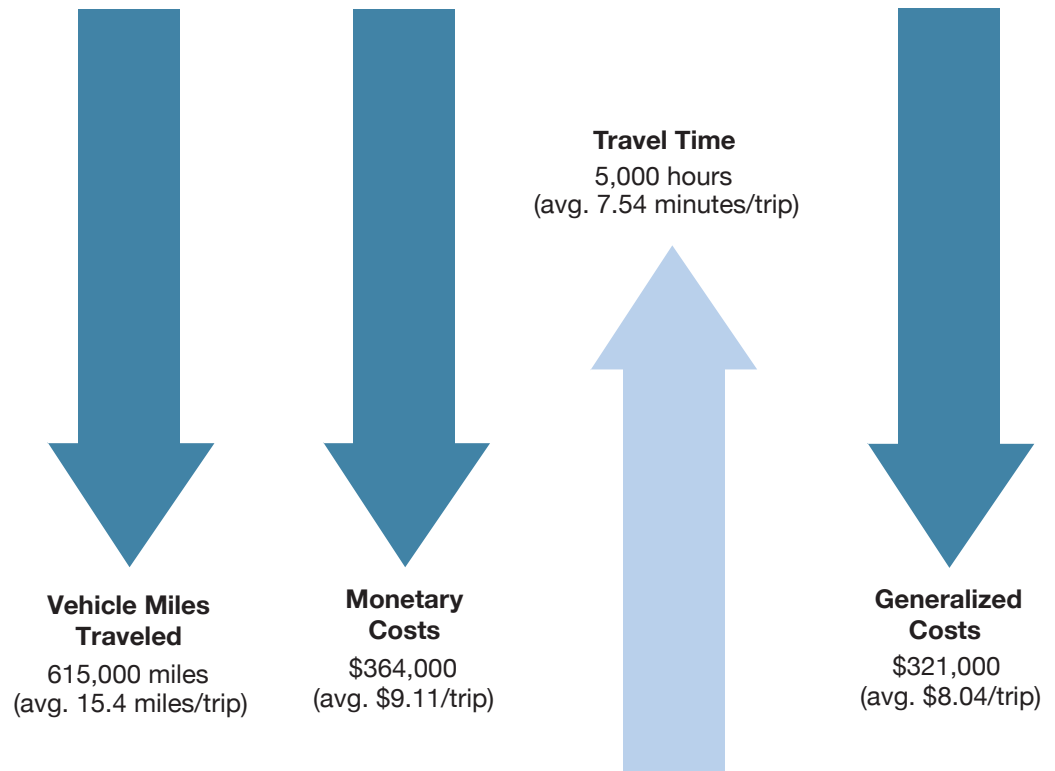 Travel Time
5,000 hours
(avg. 7.54 minutes/trip)
Vehicle Miles
Traveled
615,000 miles
(avg. 15.4 miles/trip)
Monetary
Costs
$364,000
(avg. $9.11/trip)
Generalized
Costs
$321,000
(avg. $8.04/trip)